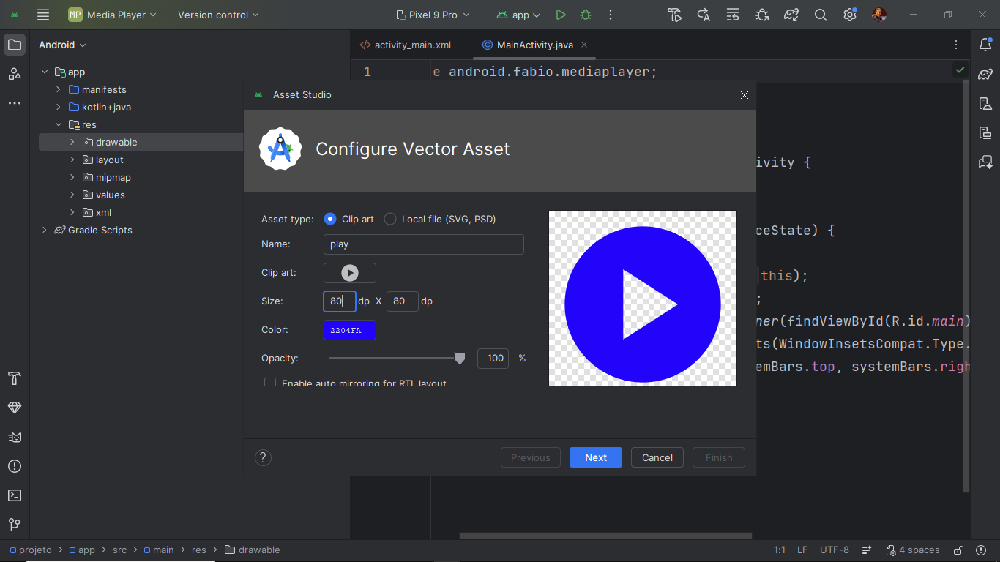 MP Media Player Version control Pixel 9 Pro app
Android
activity_main.xml MainActivity.java
app
manifests
kotlin+java
res
drawable
layout
mipmap
values
xml
Gradle Scripts
1 e android.fabio.mediaplayer;
ivity {
ceState) {
this);
;
ner(findViewById(R.id.main)
ts(WindowInsetsCompat.Type.
emBars.top, systemBars.righ
Asset Studio
Configure Vector Asset
Asset type: Clip art Local file (SVG, PSD)
Name: play
Clip art:
Size: 80 dp X 80 dp
Color: 2204FA
Opacity: 100 %
Enable auto mirroring for RTL layout
? Previous Next Cancel Finish
projeto > app > src > main > res > drawable 1:1 LF UTF-8 4 spaces